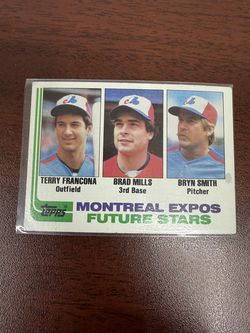 TERRY FRANCONA
Outfield
BRAD MILLS
3rd Base
BRYN SMITH
Pitcher
TOPPS
MONTREAL EXPOS
FUTURE STARS